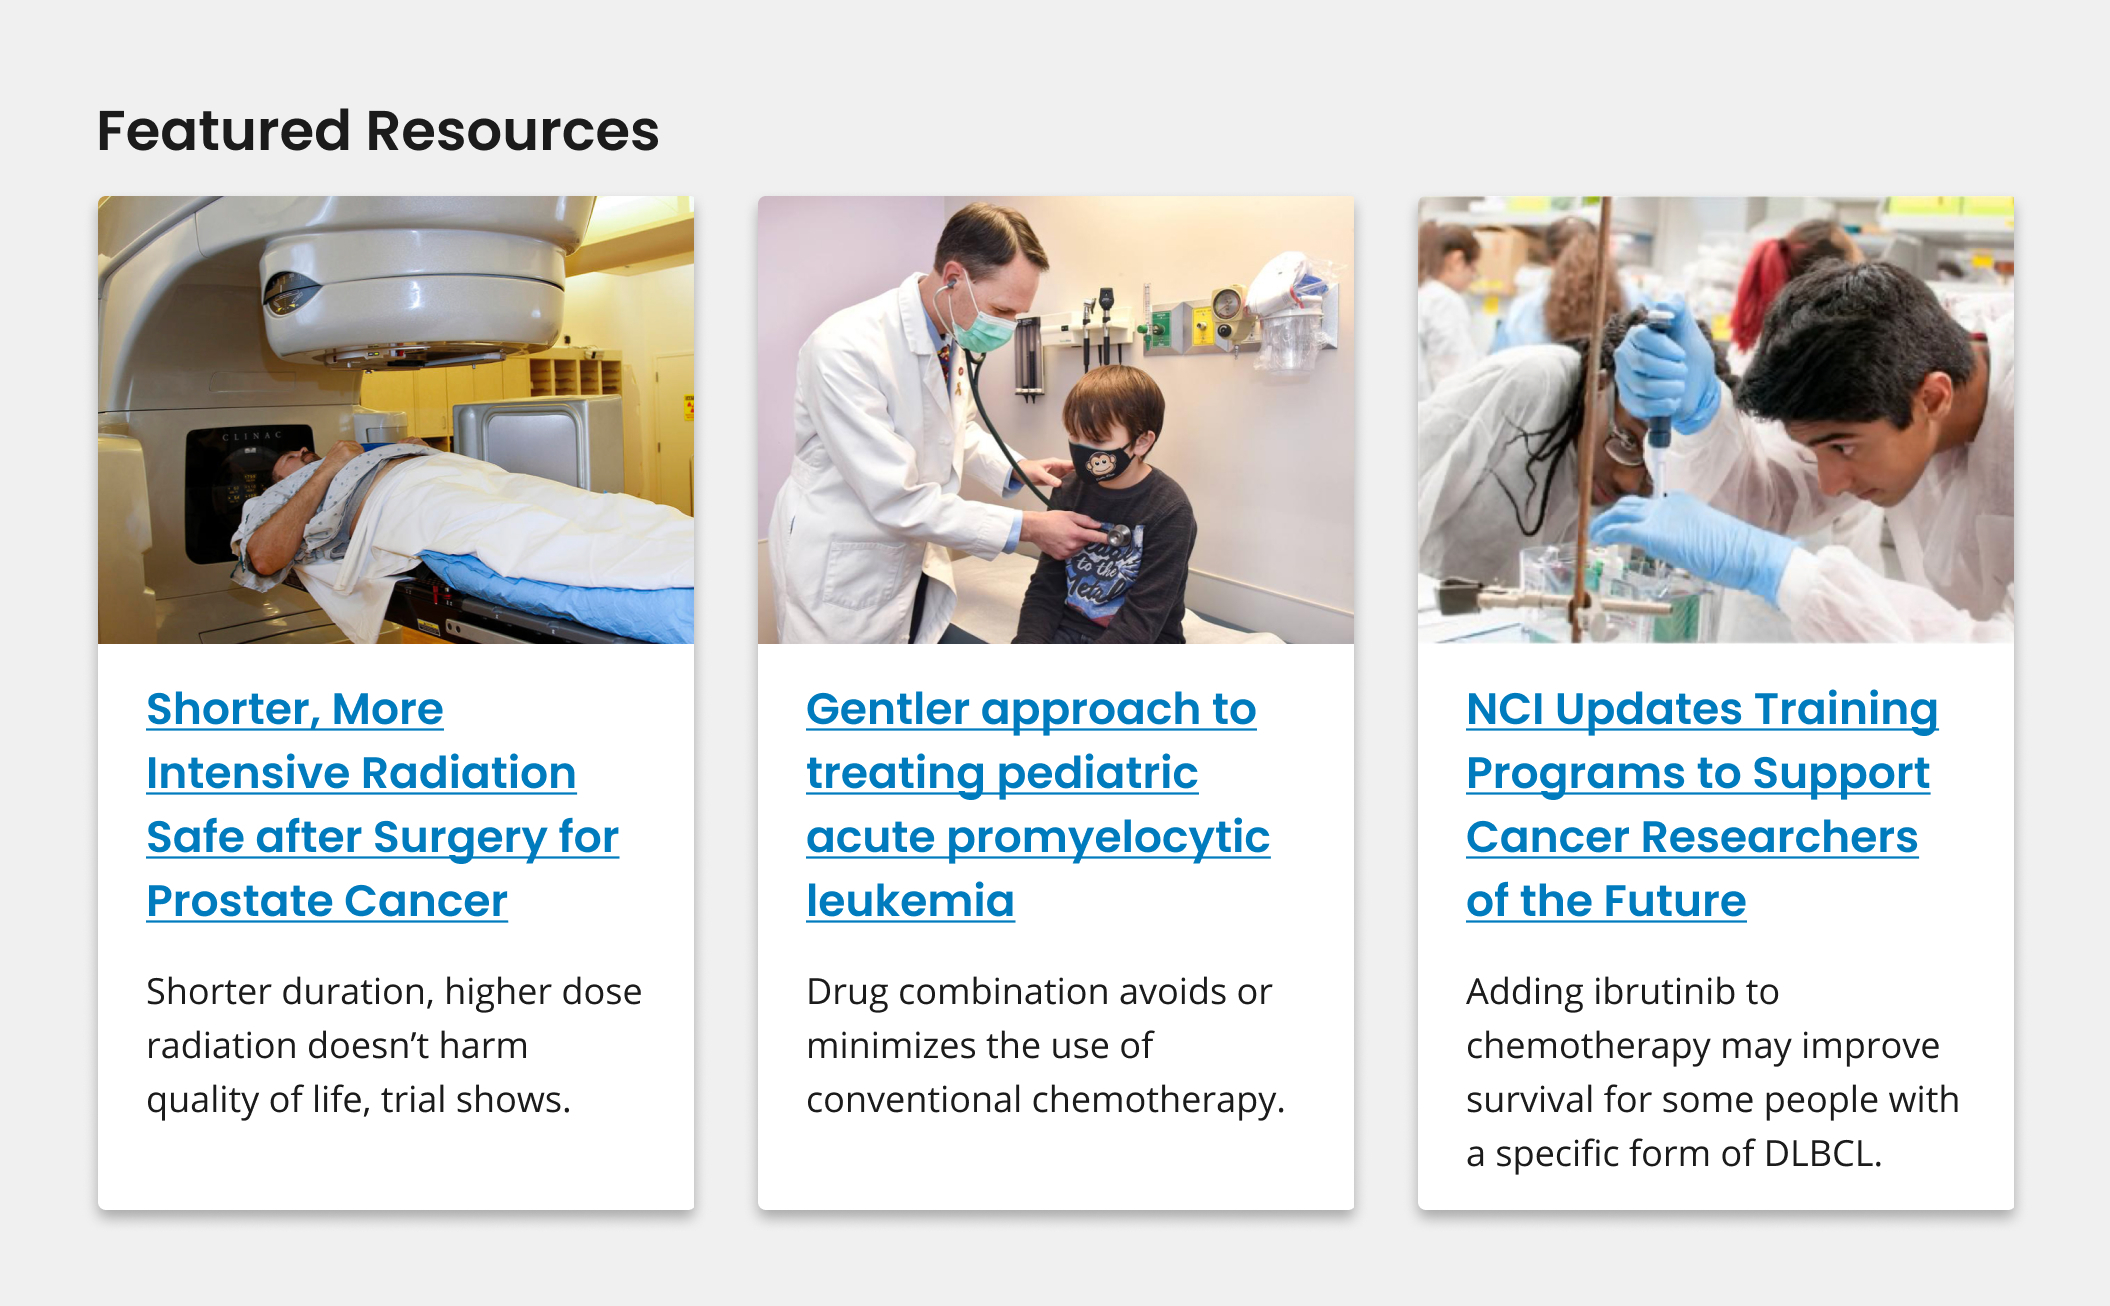 Featured Resources
CLINAC
to the
Metal
Shorter, More
Intensive Radiation
Safe after Surgery for
Prostate Cancer
Shorter duration, higher dose
radiation doesn’t harm
quality of life, trial shows.
Gentler approach to
treating pediatric
acute promyelocytic
leukemia
Drug combination avoids or
minimizes the use of
conventional chemotherapy.
NCI Updates Training
Programs to Support
Cancer Researchers
of the Future
Adding ibrutinib to
chemotherapy may improve
survival for some people with
a specific form of DLBCL.